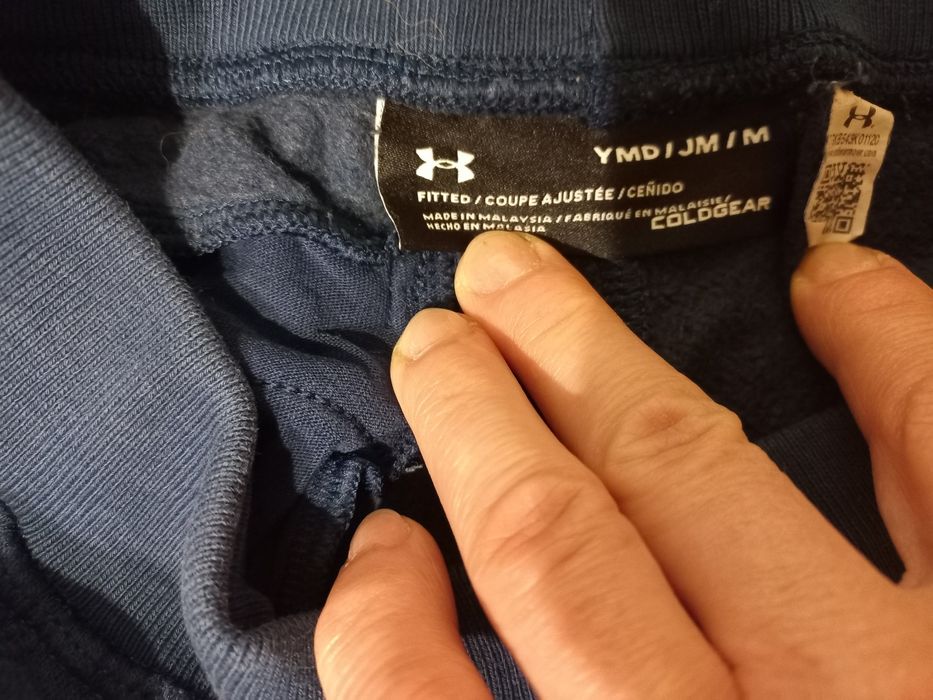 YMD / JM / M
FITTED / COUPE AJUSTÉE / CEÑIDO
MADE IN MALAYSIA / FABRIQUÉ EN MALAISIE/
HECHO EN MALASIA
COLDGEAR